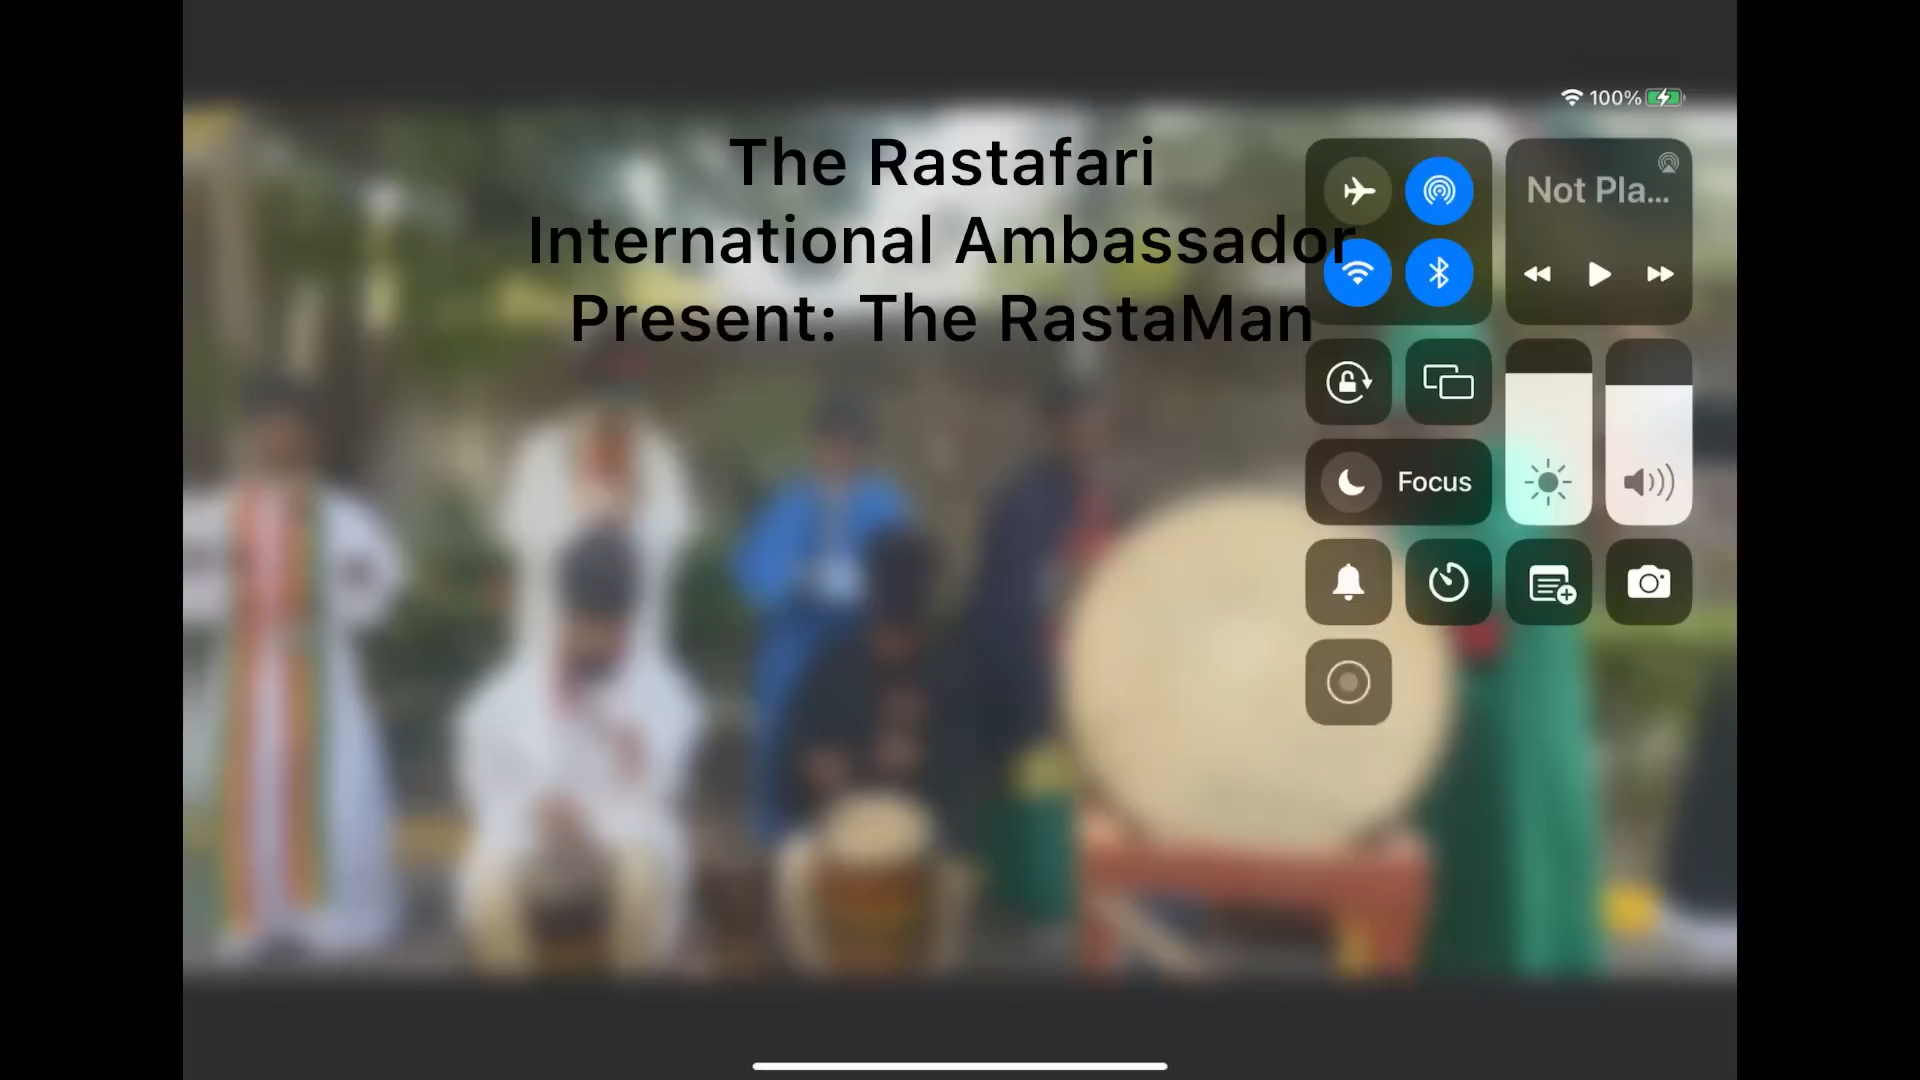 100%
The Rastafari
International Ambassador
Present: The RastaMan
Not Pla...
Focus